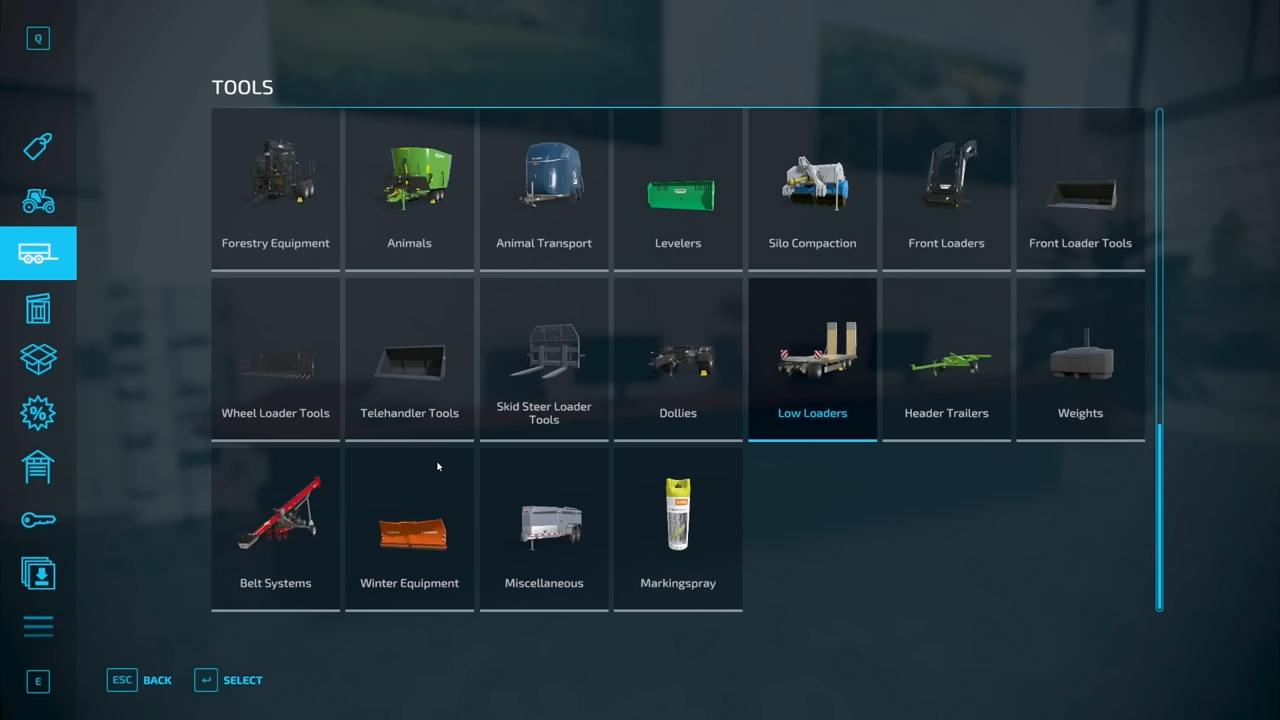 Q
TOOLS
Forestry Equipment
Animals
Animal Transport
Levelers
Silo Compaction
Front Loaders
Front Loader Tools
Wheel Loader Tools
Telehandler Tools
Skid Steer Loader
Tools
Dollies
Low Loaders
Header Trailers
Weights
Belt Systems
Winter Equipment
Miscellaneous
Markingspray
E
ESC BACK
SELECT